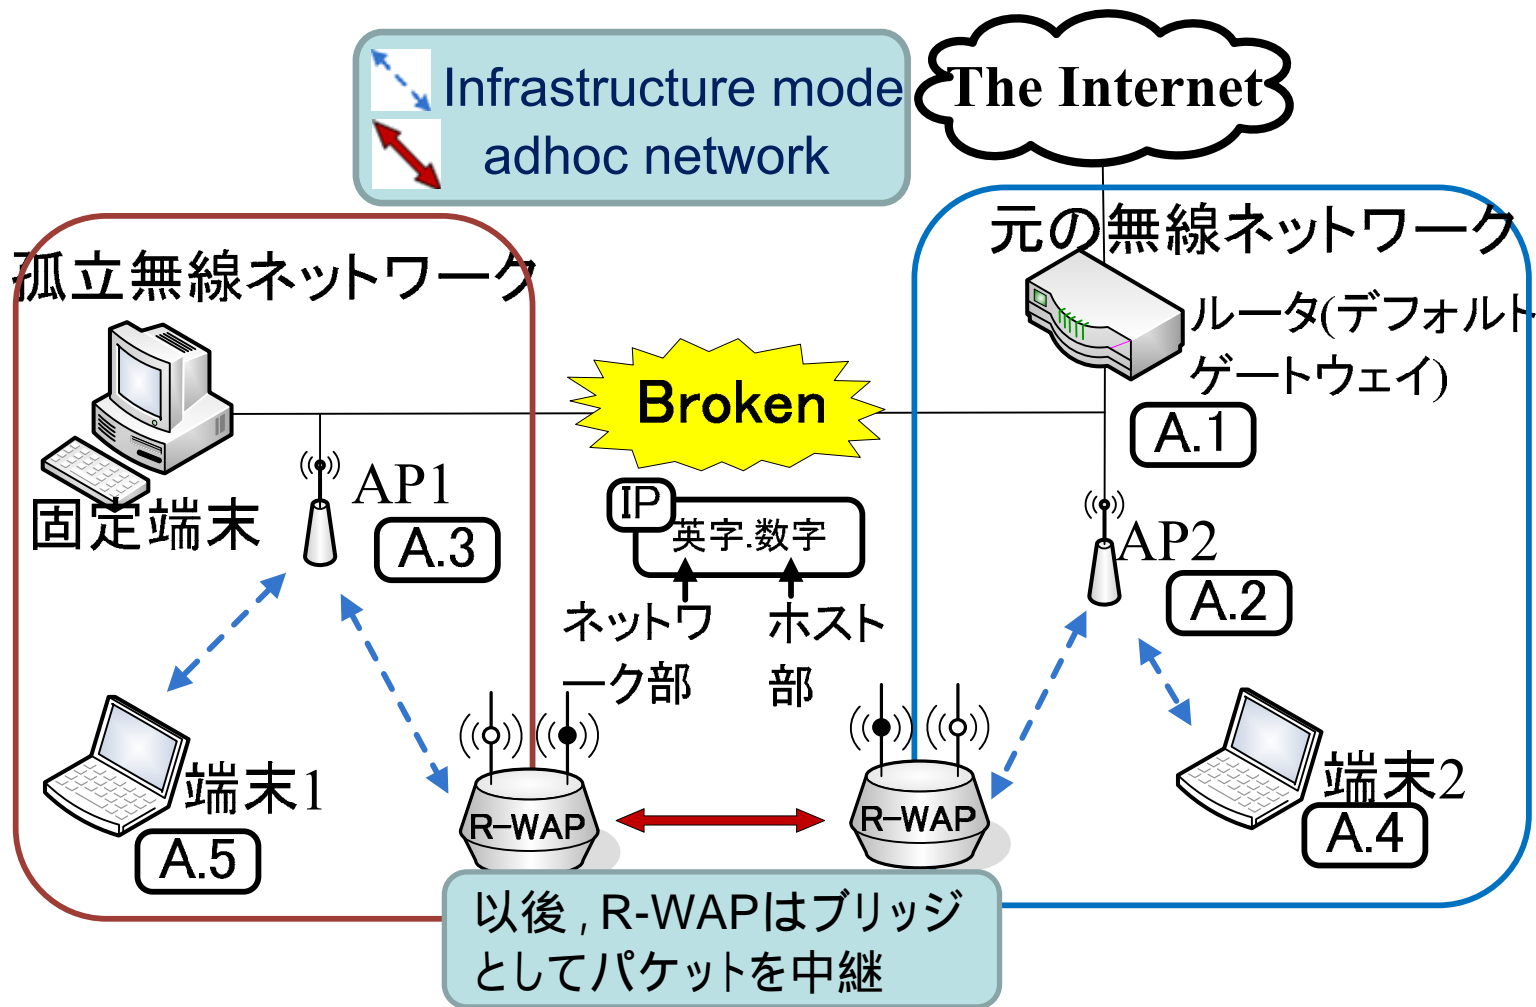 Infrastructure mode
adhoc network
The Internet
孤立無線ネットワーク
元の無線ネットワーク
ルータ(デフォルト
ゲートウェイ)
A.1
Broken
固定端末
AP1
A.3
IP
英字.数字
ネットワ
ーク部
ホスト
部
AP2
A.2
端末1
A.5
R-WAP
R-WAP
端末2
A.4
以後，R-WAPはブリッジ
としてパケットを中継